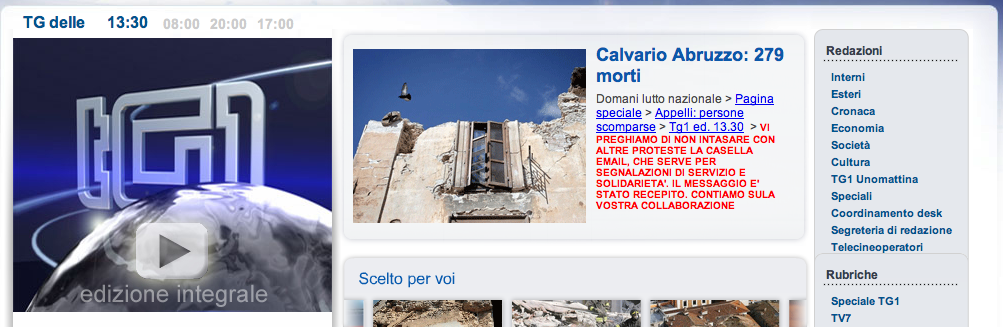 TG delle 13:30 08:00 20:00 17:00
TG1
edizione integrale
Calvario Abruzzo: 279
morti
Domani lutto nazionale > Pagina
speciale > Appelli: persone
scomparse > Tg1 ed. 13.30 > VI
PREGHIAMO DI NON INTASARE CON
ALTRE PROTESTE LA CASELLA
EMAIL, CHE SERVE PER
SEGNALAZIONI DI SERVIZIO E
SOLIDARIETA'. IL MESSAGGIO E'
STATO RECEPITO. CONTIAMO SULLA
VOSTRA COLLABORAZIONE
Scelto per voi
Redazioni
Interni
Esteri
Cronaca
Economia
Società
Cultura
TG1 Unomattina
Speciali
Coordinamento desk
Segreteria di redazione
Telecineoperatori
Rubriche
Speciale TG1
TV7